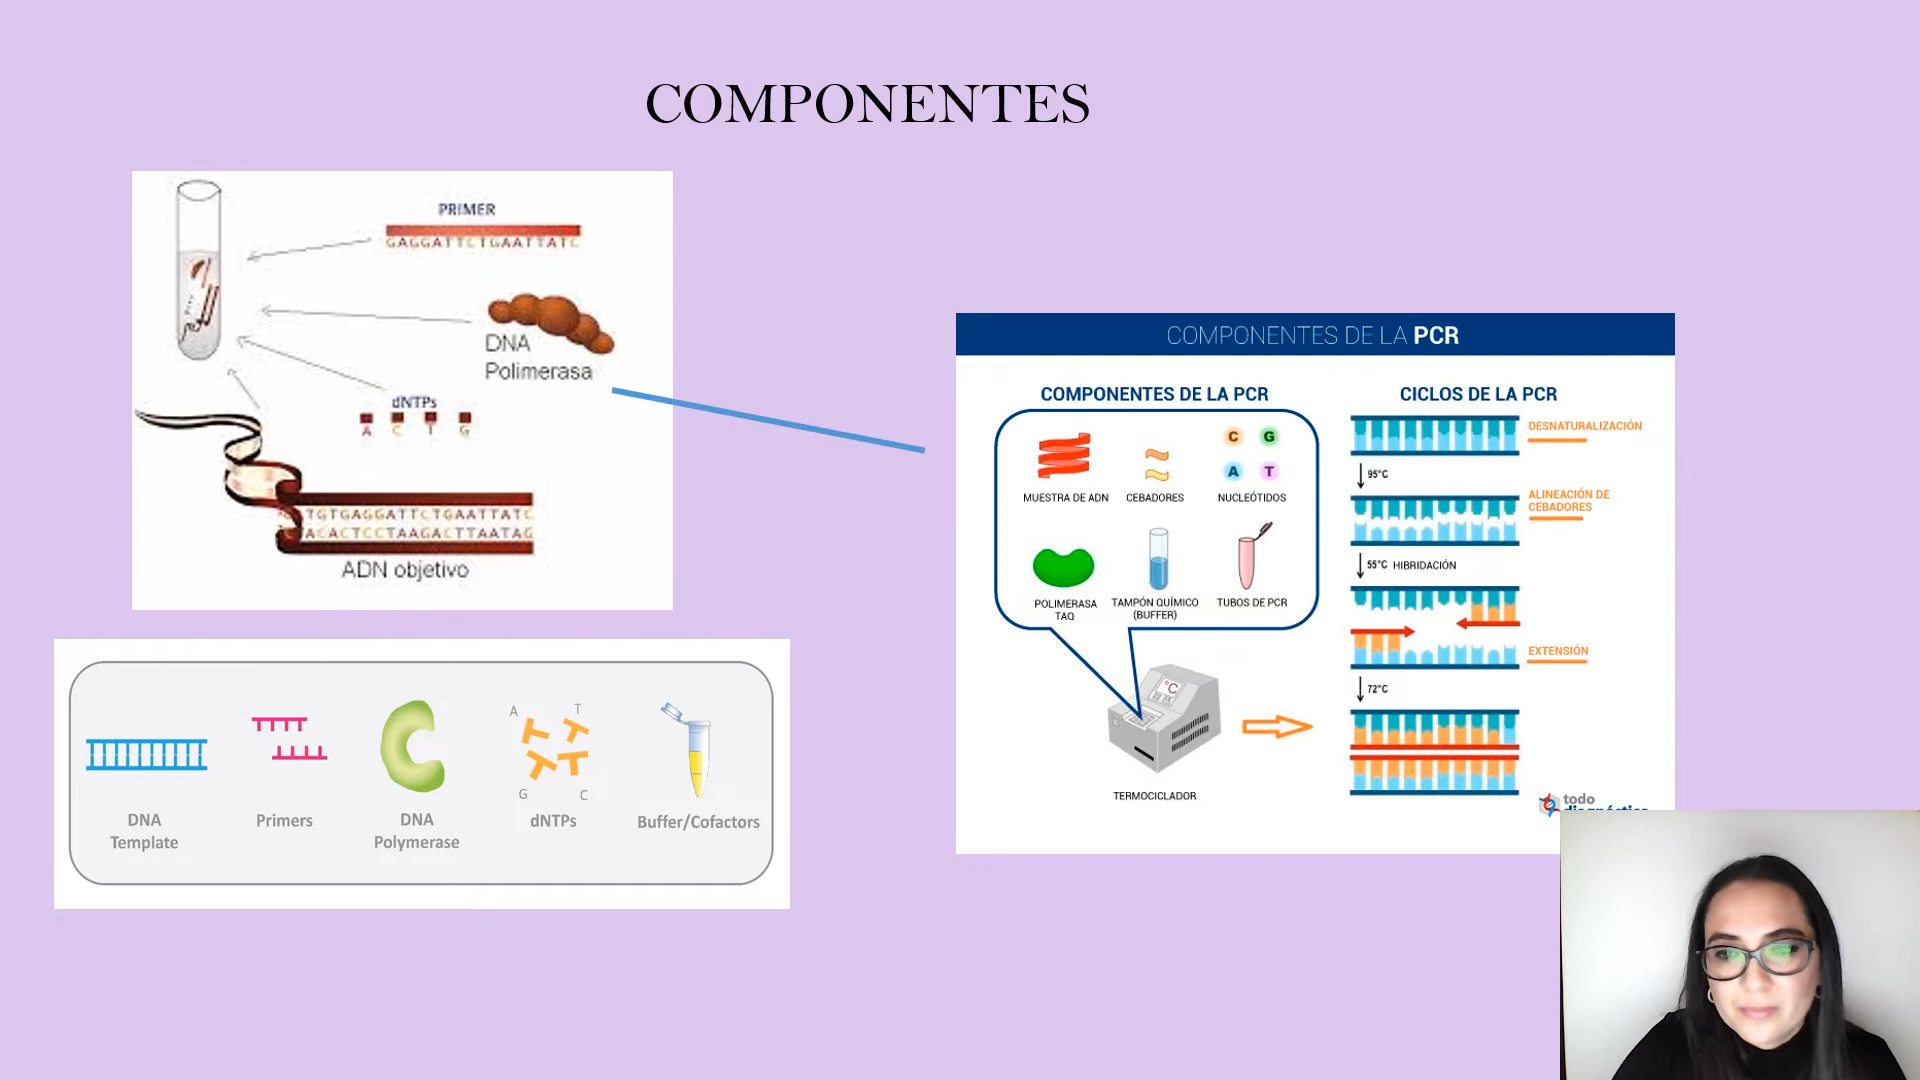 COMPONENTES
PRIMER
GAGGATTCTGAATTATC
DNA
Polimerasa
dNTPs
A C T G
TGTGAGGATTCTGAATTATC
ACACTCCTAAGACTTAATAG
ADN objetivo
A T
G C
DNA
Template
Primers
DNA
Polymerase
dNTPs
Buffer/Cofactors
COMPONENTES DE LA PCR
COMPONENTES DE LA PCR
C G
A T
MUESTRA DE ADN
CEBADORES
NUCLEÓTIDOS
POLIMERASA
TAQ
TAMPÓN QUÍMICO
(BUFFER)
TUBOS DE PCR
°C
TERMOCICLADOR
CICLOS DE LA PCR
DESNATURALIZACIÓN
95°C
ALINEACIÓN DE
CEBADORES
55°C HIBRIDACIÓN
EXTENSIÓN
72°C
todo